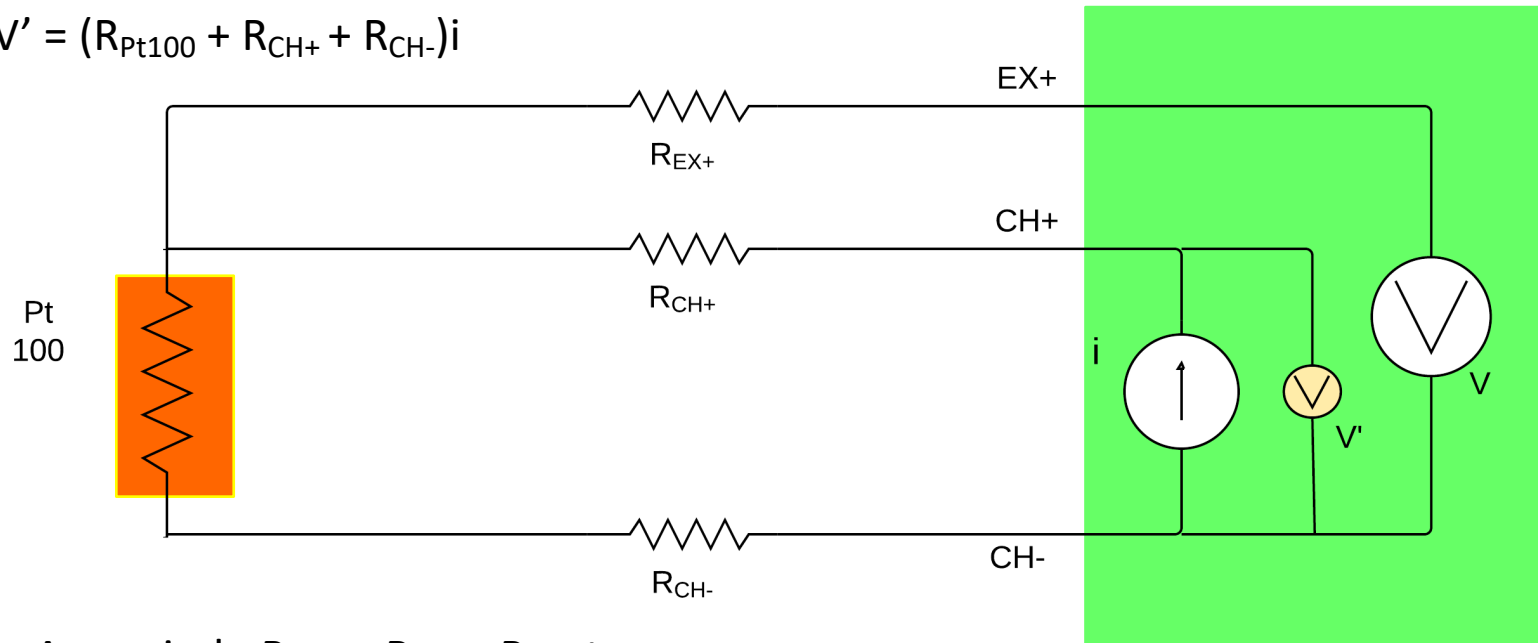 V’ = (RPt100 + RCH+ + RCH-)i
EX+
REX+
CH+
RCH+
Pt
100
i
V
V'
CH-
RCH-